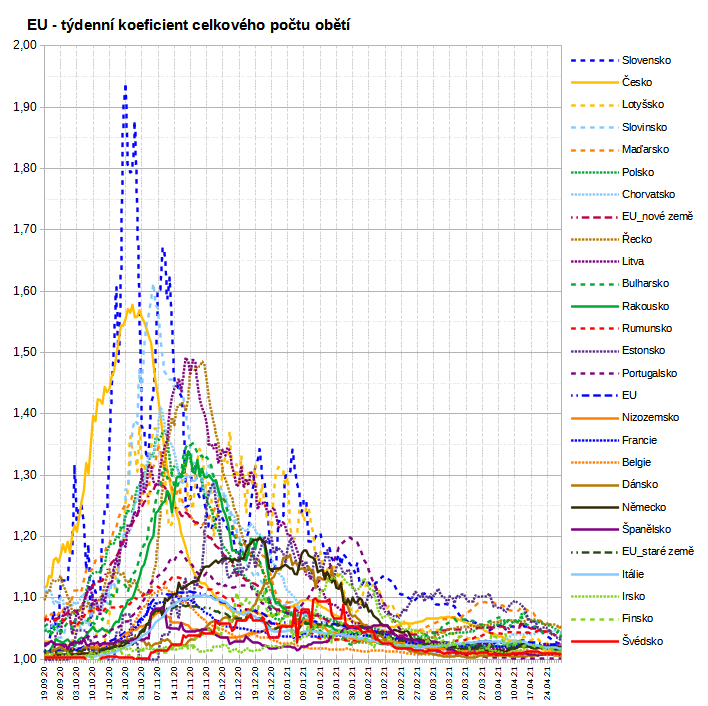 EU - týdenní koeficient celkového počtu obětí
2,00
1,90
1,80
1,70
1,60
1,50
1,40
1,30
1,20
1,10
1,00
Slovensko
Česko
Lotyšsko
Slovinsko
Maďarsko
Polsko
Chorvatsko
EU_nové země
Řecko
Litva
Bulharsko
Rakousko
Rumunsko
Estonsko
Portugalsko
EU
Nizozemsko
Francie
Belgie
Dánsko
Německo
Španělsko
EU_staré země
Itálie
Irsko
Finsko
Švédsko
19.09.20
26.09.20
03.10.20
10.10.20
17.10.20
24.10.20
31.10.20
07.11.20
14.11.20
21.11.20
28.11.20
05.12.20
12.12.20
19.12.20
26.12.20
02.01.21
09.01.21
16.01.21
23.01.21
30.01.21
06.02.21
13.02.21
20.02.21
27.02.21
06.03.21
13.03.21
20.03.21
27.03.21
03.04.21
10.04.21
17.04.21
24.04.21